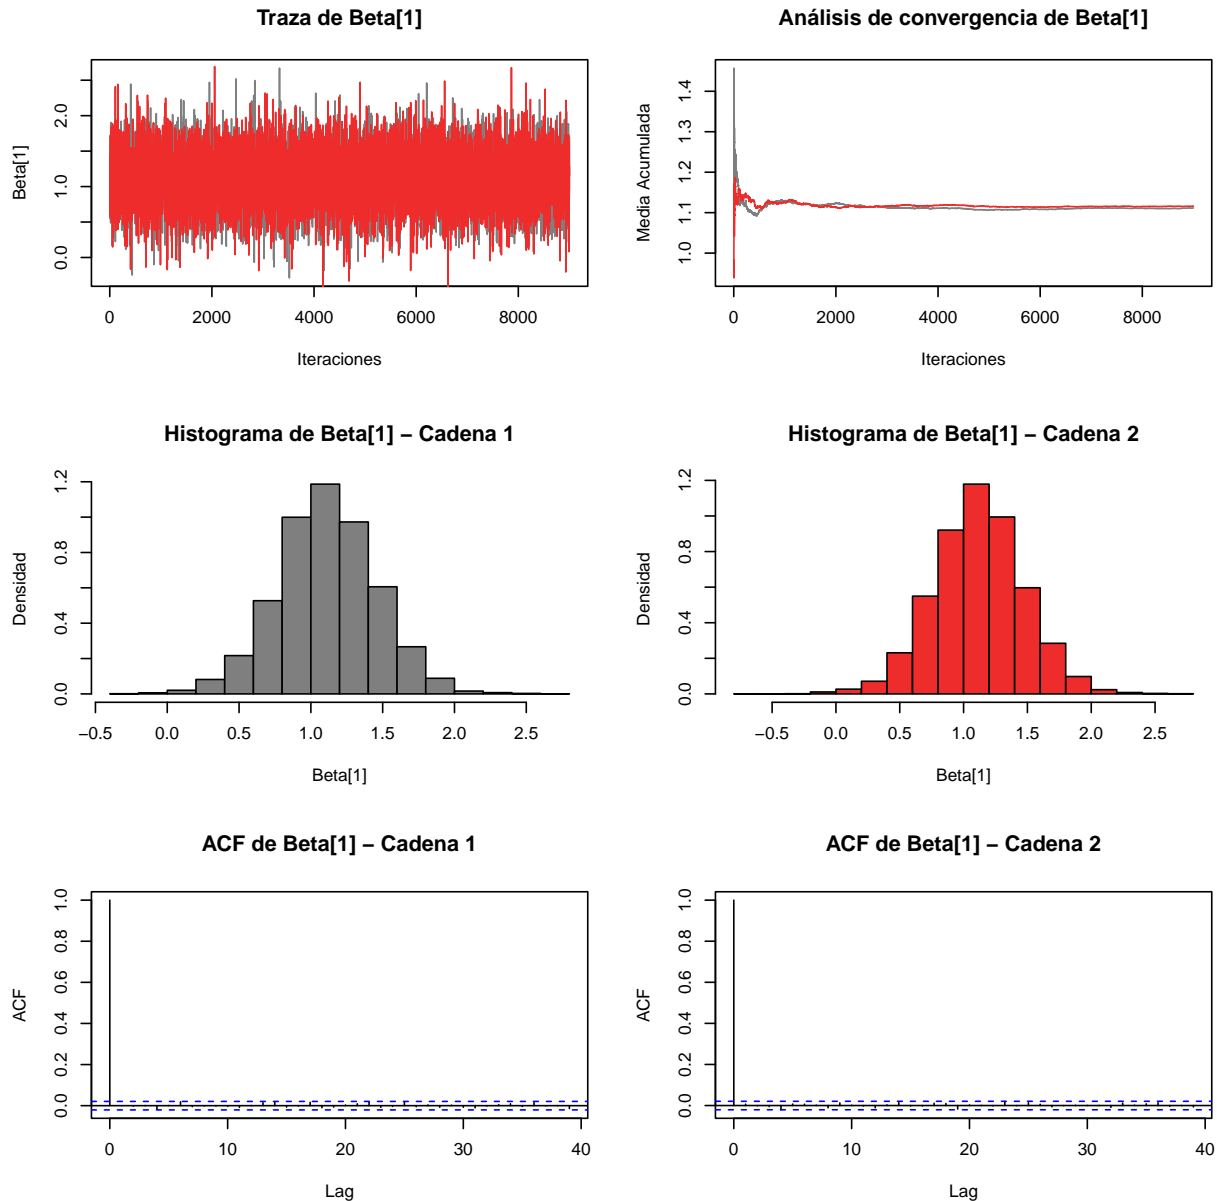 Traza de Beta[1]
Beta[1]
0.0 1.0 2.0
0 2000 4000 6000 8000
Iteraciones
Análisis de convergencia de Beta[1]
Media Acumulada
1.0 1.1 1.2 1.3 1.4
0 2000 4000 6000 8000
Iteraciones
Histograma de Beta[1] – Cadena 1
Densidad
0.0 0.4 0.8 1.2
−0.5 0.0 0.5 1.0 1.5 2.0 2.5
Beta[1]
Histograma de Beta[1] – Cadena 2
Densidad
0.0 0.4 0.8 1.2
−0.5 0.0 0.5 1.0 1.5 2.0 2.5
Beta[1]
ACF de Beta[1] – Cadena 1
ACF
0.0 0.2 0.4 0.6 0.8 1.0
0 10 20 30 40
Lag
ACF de Beta[1] – Cadena 2
ACF
0.0 0.2 0.4 0.6 0.8 1.0
0 10 20 30 40
Lag